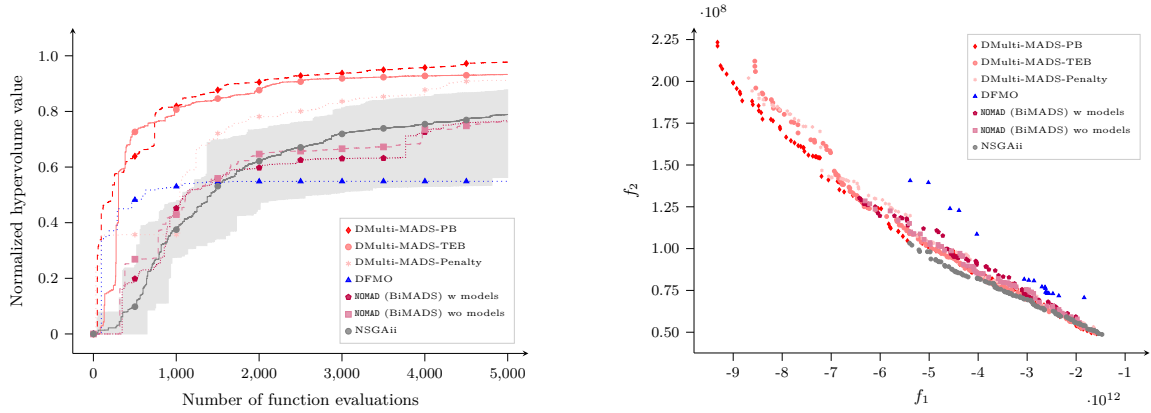 Normalized hypervolume value
1.0
0.8
0.6
0.4
0.2
0
0
1,000
2,000
3,000
4,000
5,000
Number of function evaluations
DMulti-MADS-PB
DMulti-MADS-TEB
DMulti-MADS-Penalty
DFMO
NOMAD (BiMADS) w models
NOMAD (BiMADS) wo models
NSGAii
·10⁸
f₂
2.25
2.00
1.75
1.50
1.25
1.00
0.75
0.50
-9
-8
-7
-6
-5
-4
-3
-2
-1
f₁
·10¹²
DMulti-MADS-PB
DMulti-MADS-TEB
DMulti-MADS-Penalty
DFMO
NOMAD (BiMADS) w models
NOMAD (BiMADS) wo models
NSGAii